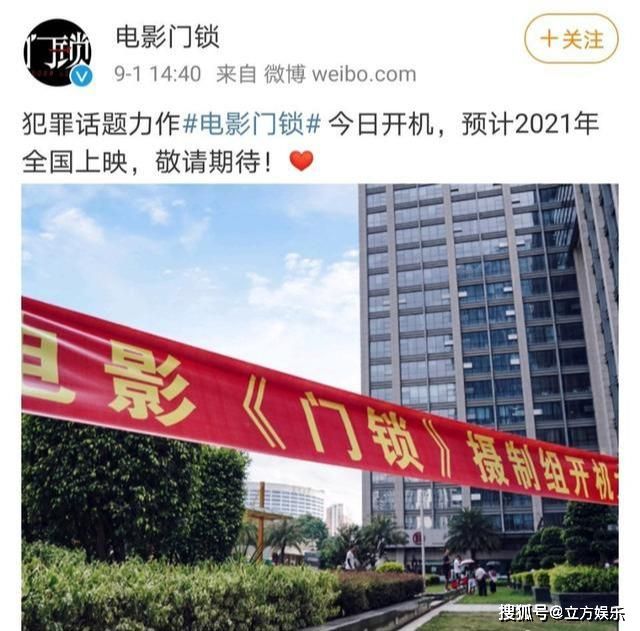 门锁
电影门锁
+关注
9-1 14:40 来自 微博 weibo.com
犯罪话题力作#电影门锁# 今日开机，预计2021年
全国上映，敬请期待！
电影《门锁》摄制组开机
搜狐号@立方娱乐